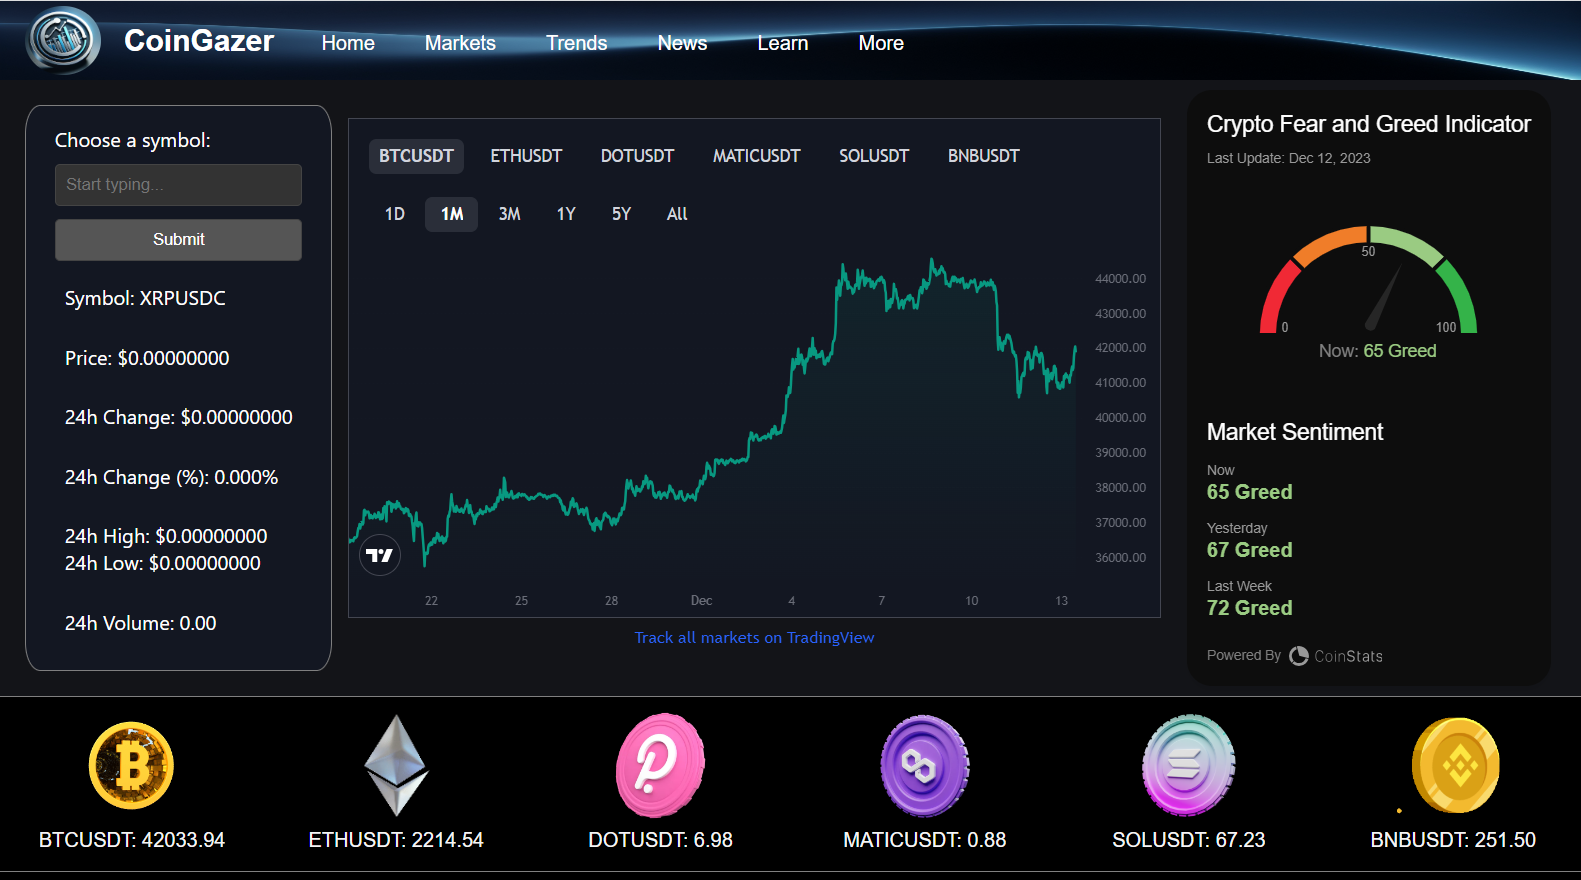 CoinGazer Home Markets Trends News Learn More
Choose a symbol:
Start typing...
Submit
Symbol: XRPUSDC
Price: $0.00000000
24h Change: $0.00000000
24h Change (%): 0.000%
24h High: $0.00000000
24h Low: $0.00000000
24h Volume: 0.00
BTCUSDT ETHUSDT DOTUSDT MATICUSDT SOLUSDT BNBUSDT
1D 1M 3M 1Y 5Y All
44000.00
43000.00
42000.00
41000.00
40000.00
39000.00
38000.00
37000.00
36000.00
22 25 28 Dec 4 7 10 13
Track all markets on TradingView
Crypto Fear and Greed Indicator
Last Update: Dec 12, 2023
50
0 100
Now: 65 Greed
Market Sentiment
Now
65 Greed
Yesterday
67 Greed
Last Week
72 Greed
Powered By CoinStats
BTCUSDT: 42033.94 ETHUSDT: 2214.54 DOTUSDT: 6.98 MATICUSDT: 0.88 SOLUSDT: 67.23 BNBUSDT: 251.50